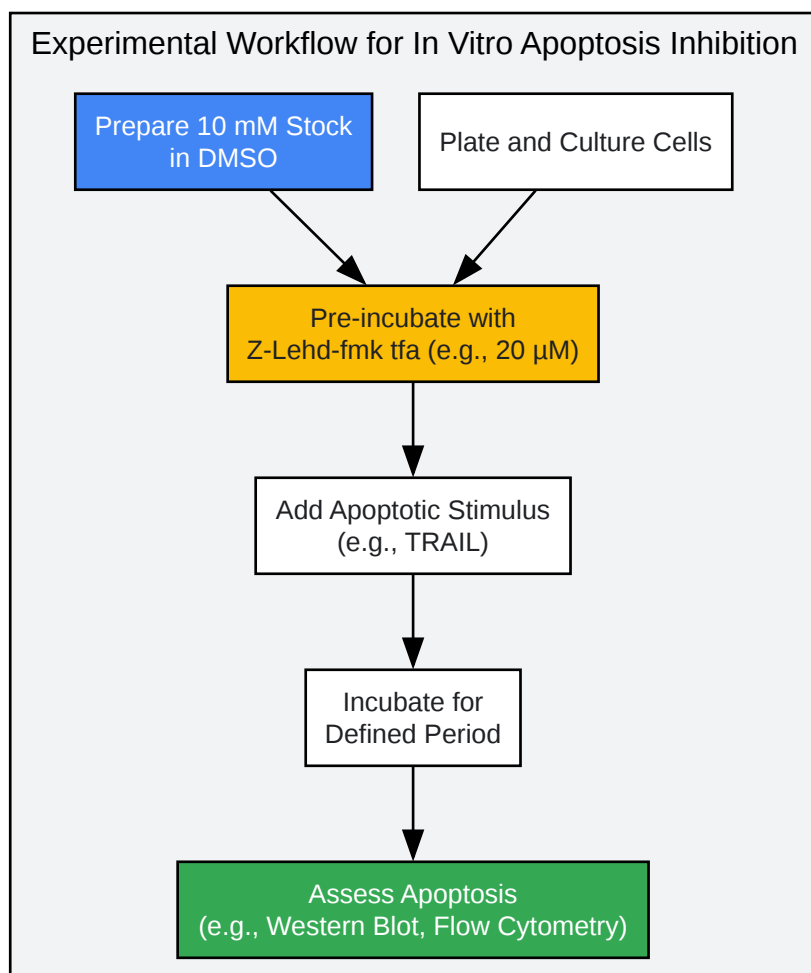 Experimental Workflow for In Vitro Apoptosis Inhibition
Prepare 10 mM Stock
in DMSO
Plate and Culture Cells
Pre-incubate with
Z-Lehd-fmk tfa (e.g., 20 µM)
Add Apoptotic Stimulus
(e.g., TRAIL)
Incubate for
Defined Period
Assess Apoptosis
(e.g., Western Blot, Flow Cytometry)